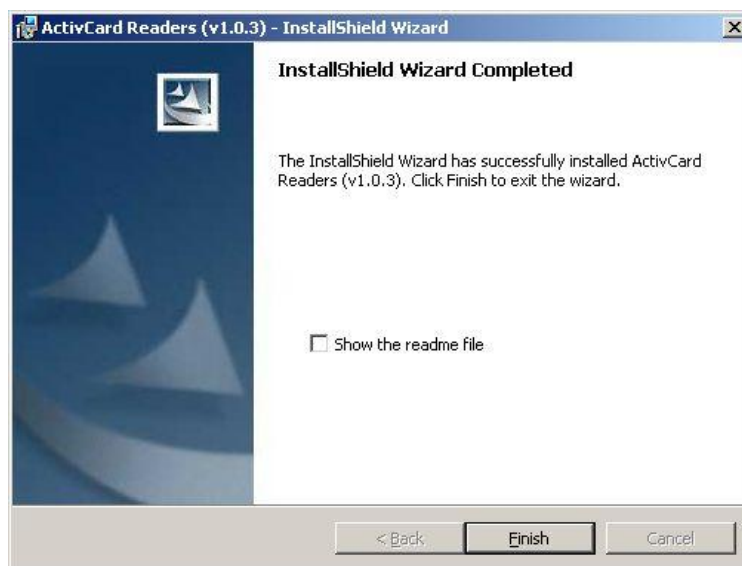 ActivCard Readers (v1.0.3) - InstallShield Wizard
InstallShield Wizard Completed
The InstallShield Wizard has successfully installed ActivCard
Readers (v1.0.3). Click Finish to exit the wizard.
Show the readme file
< Back
Finish
Cancel